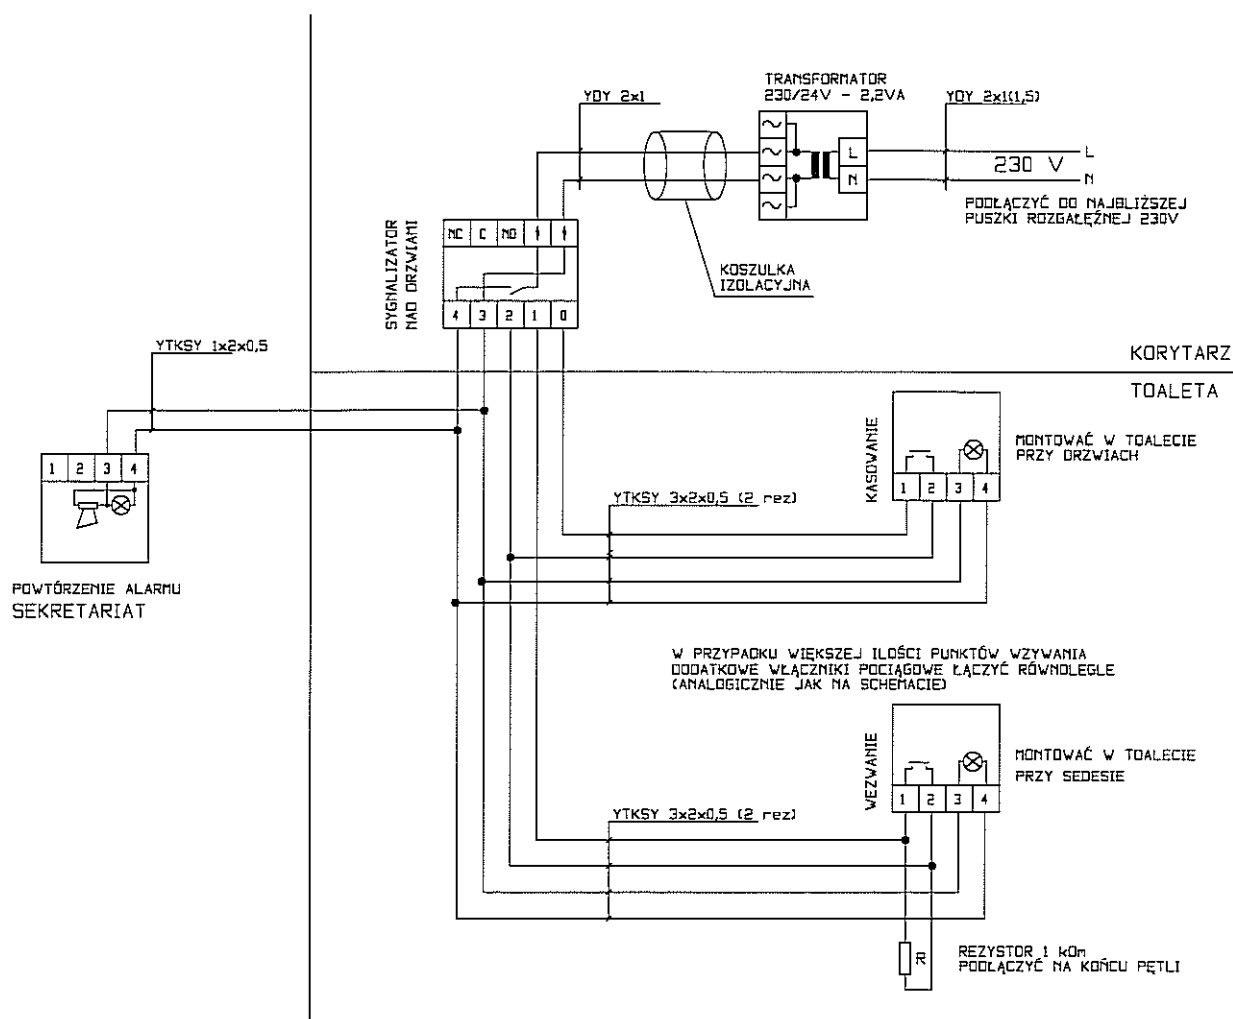 TRANSFORMATOR
230/24V - 2,2VA
YDY 2x1
YDY 2x1(1,5)
L
230 V
L
N
N
PODŁĄCZYĆ DO NAJBLIŻSZEJ
PUSZKI ROZGAŁĘŹNEJ 230V
KOSZULKA
IZOLACYJNA
SYGNALIZATOR
NAD DRZWIAMI
NC C NO
4 3 2 1 0
YTKSY 1x2x0,5
KORYTARZ
TOALETA
1 2 3 4
POWTÓRZENIE ALARMU
SEKRETARIAT
KASOWANIE
1 2 3 4
MONTOWAĆ W TOALECIE
PRZY DRZWIACH
YTKSY 3x2x0,5 (2 rez)
W PRZYPADKU WIĘKSZEJ ILOŚCI PUNKTÓW WZYWANIA
DODATKOWE WŁĄCZNIKI POCIĄGOWE ŁĄCZYĆ RÓWNOLEGLE
(ANALOGICZNIE JAK NA SCHEMACIE)
WEZWANIE
1 2 3 4
MONTOWAĆ W TOALECIE
PRZY SEDESIE
YTKSY 3x2x0,5 (2 rez)
R
REZYSTOR 1 kOm
PODŁĄCZYĆ NA KOŃCU PĘTLI